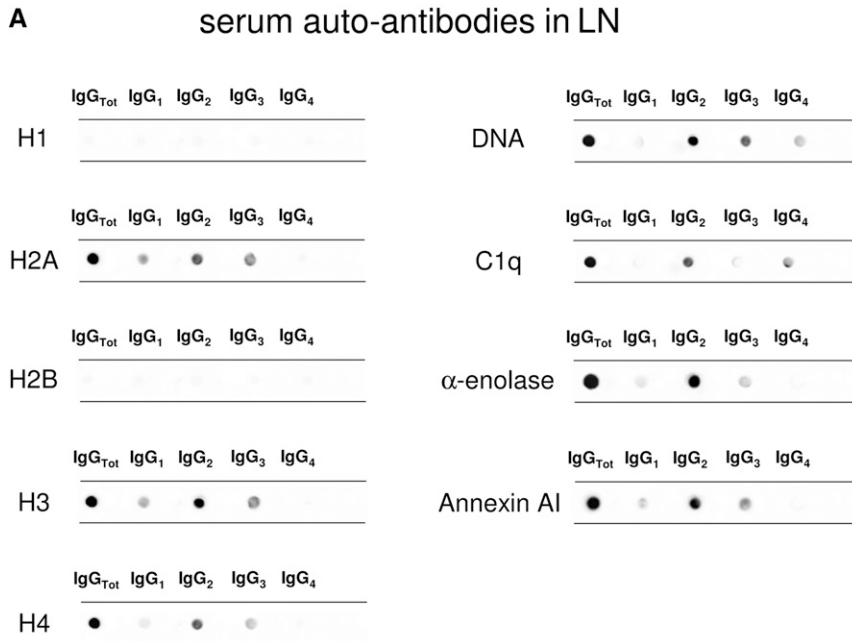 A
serum auto-antibodies in LN
IgGTot IgG1 IgG2 IgG3 IgG4
H1
IgGTot IgG1 IgG2 IgG3 IgG4
H2A
IgGTot IgG1 IgG2 IgG3 IgG4
H2B
IgGTot IgG1 IgG2 IgG3 IgG4
H3
IgGTot IgG1 IgG2 IgG3 IgG4
H4
IgGTot IgG1 IgG2 IgG3 IgG4
DNA
IgGTot IgG1 IgG2 IgG3 IgG4
C1q
IgGTot IgG1 IgG2 IgG3 IgG4
α-enolase
IgGTot IgG1 IgG2 IgG3 IgG4
Annexin AI